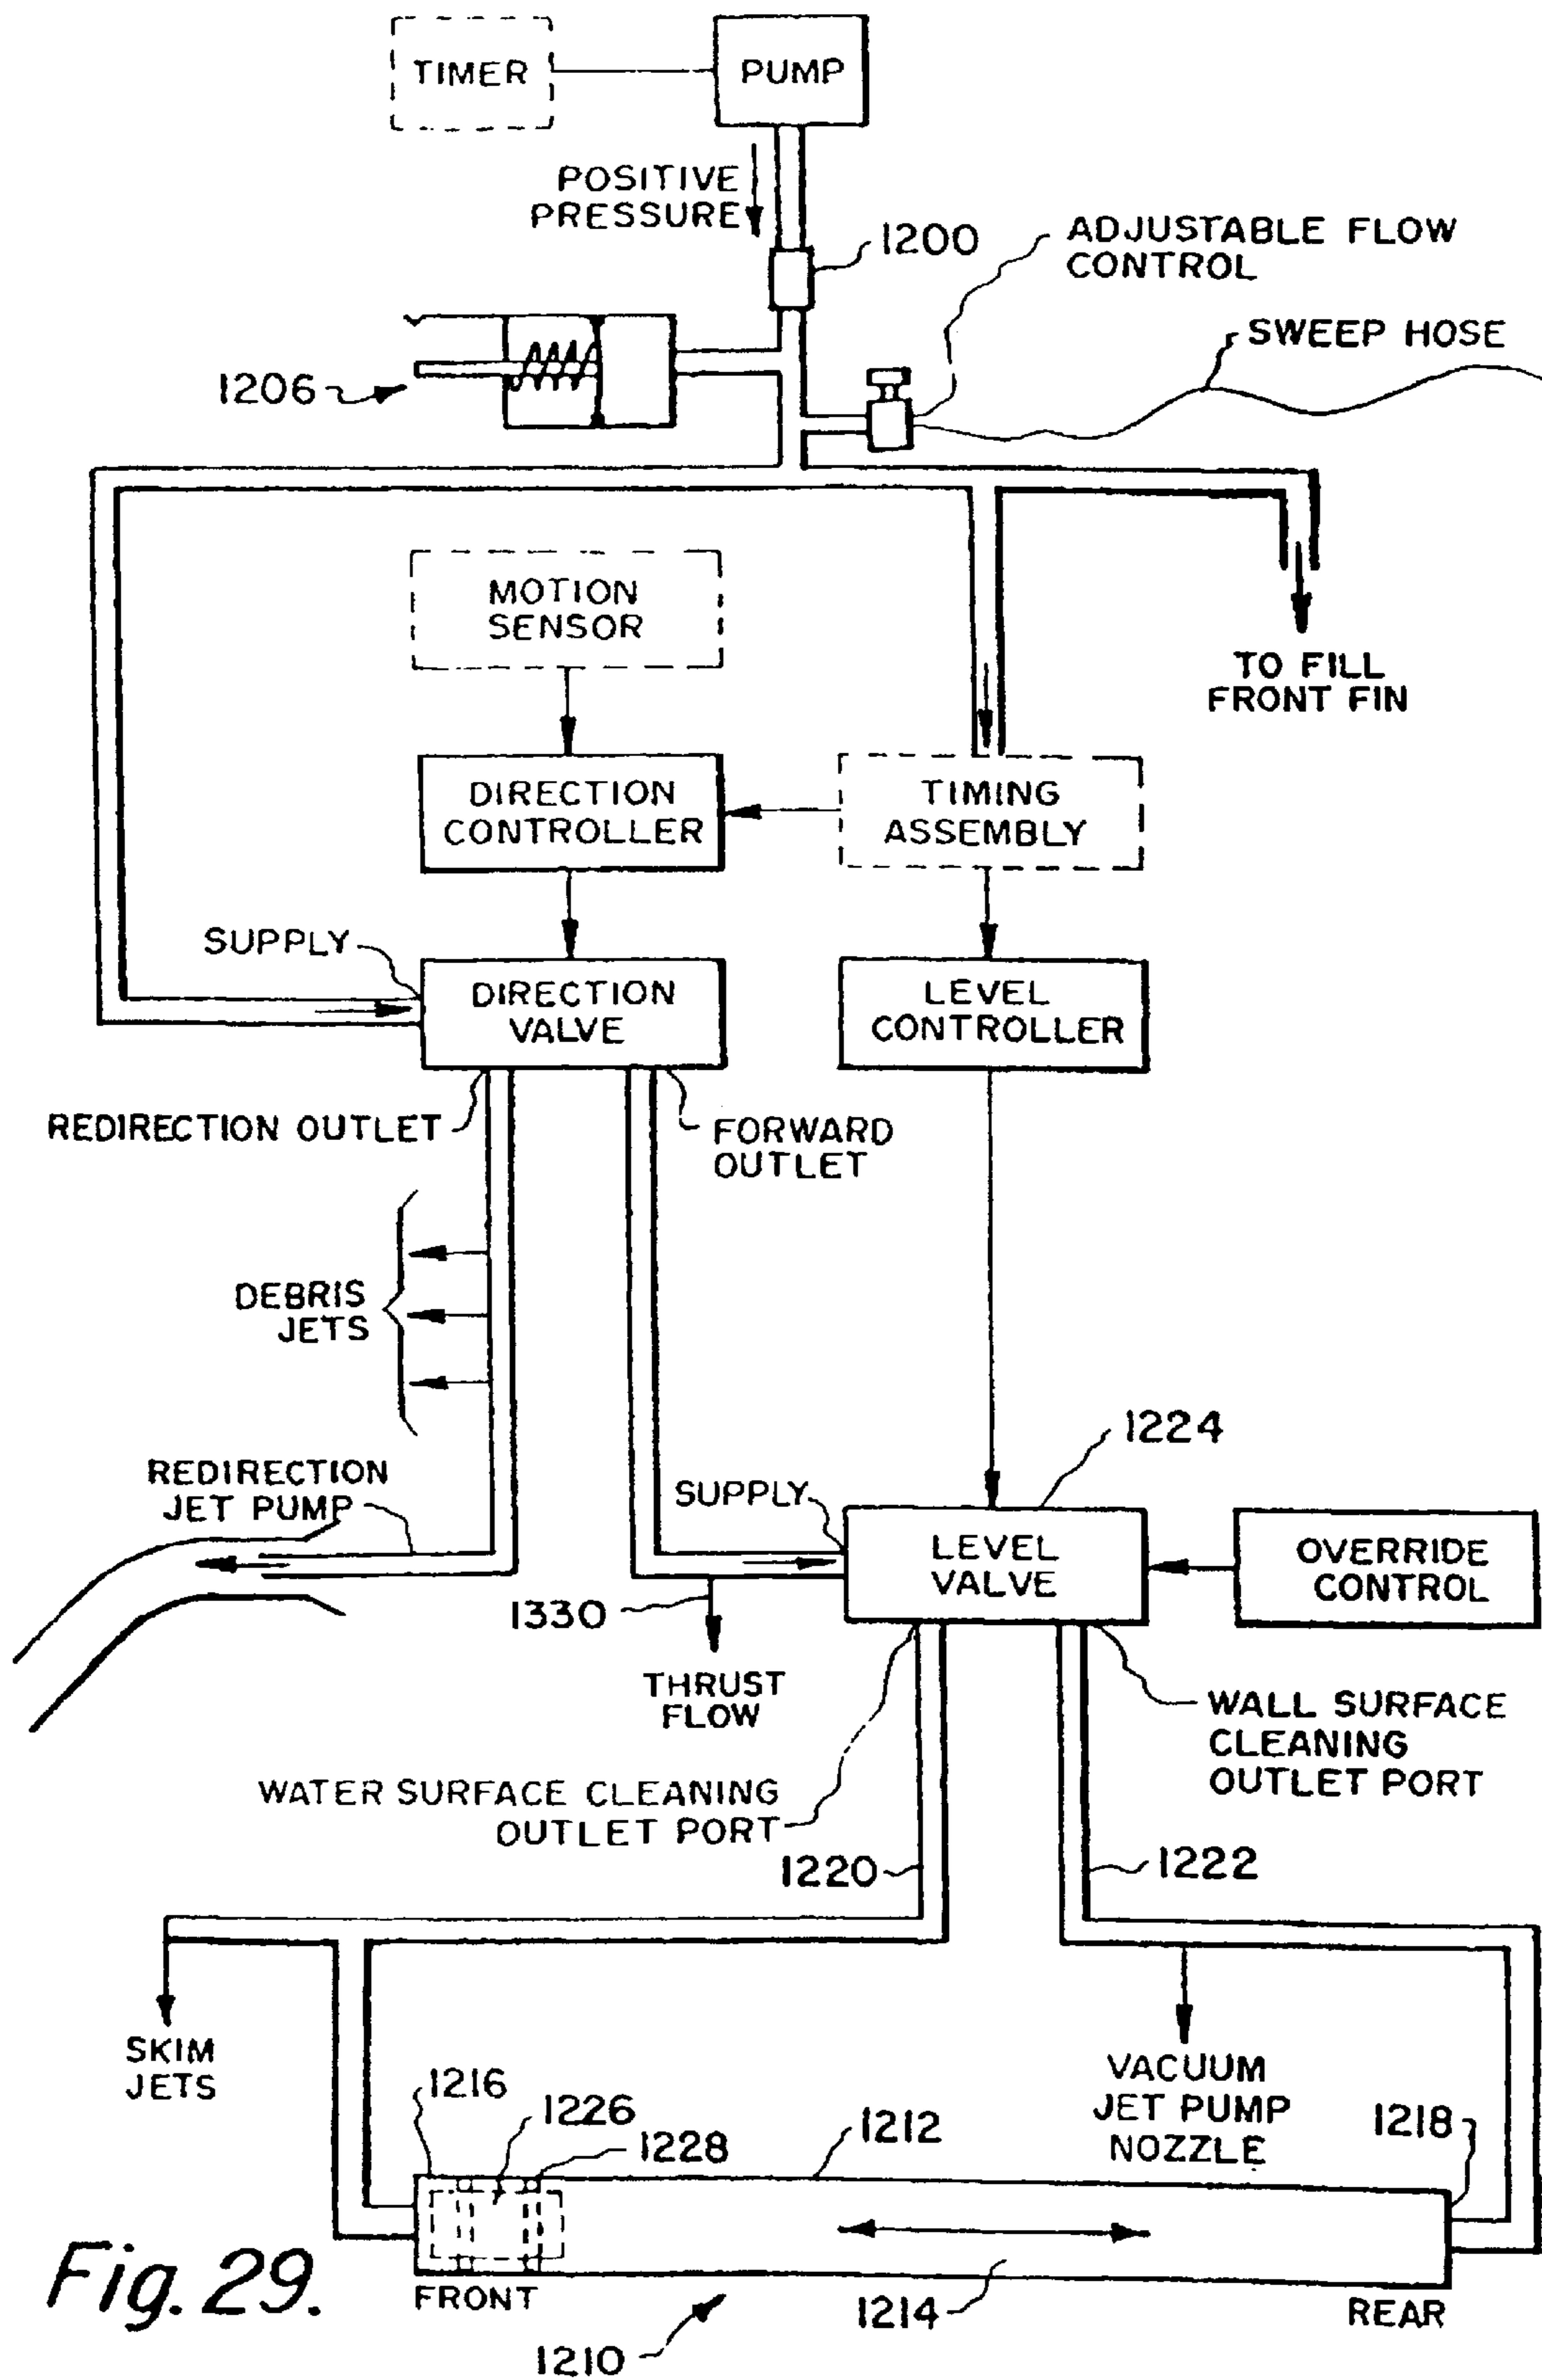 TIMER
PUMP
POSITIVE
PRESSURE
1200
ADJUSTABLE FLOW
CONTROL
SWEEP HOSE
1206
MOTION
SENSOR
TO FILL
FRONT FIN
DIRECTION
CONTROLLER
TIMING
ASSEMBLY
SUPPLY
DIRECTION
VALVE
LEVEL
CONTROLLER
REDIRECTION OUTLET
FORWARD
OUTLET
DEBRIS
JETS
1224
REDIRECTION
JET PUMP
SUPPLY
LEVEL
VALVE
OVERRIDE
CONTROL
1330
THRUST
FLOW
WALL SURFACE
CLEANING
OUTLET PORT
WATER SURFACE CLEANING
OUTLET PORT
1220
1222
SKIM
JETS
VACUUM
JET PUMP
NOZZLE
1216
1226
1228
1212
1218
FRONT
1214
REAR
1210
Fig. 29.